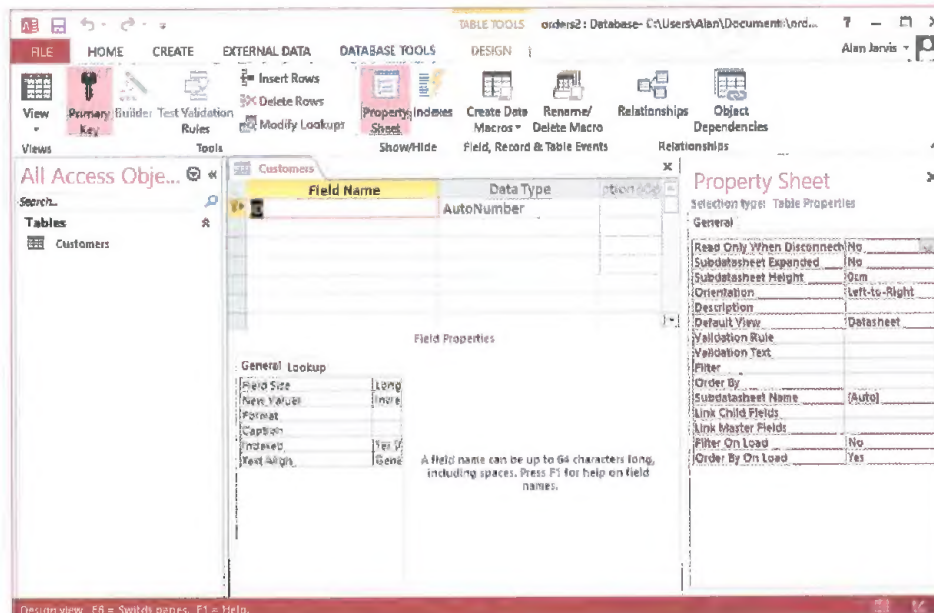 TABLE TOOLS orders2 : Database- C:\Users\Alan\Documents\ord... ?
FILE HOME CREATE EXTERNAL DATA DATABASE TOOLS DESIGN Alan Jarvis
View
Primary Key
Builder
Test Validation Rules
Insert Rows
Delete Rows
Modify Lookups
Property Sheet
Indexes
Create Data Macros
Rename/ Delete Macro
Relationships
Object Dependencies
Views Tools Show/Hide Field, Record & Table Events Relationships
All Access Obje... «
Search...
Tables
Customers
Customers
Field Name Data Type
AutoNumber
Field Properties
General Lookup
Field Size Long
New Values Incre
Format
Caption
Indexed Yes
Text Align Gene
A field name can be up to 64 characters long,
including spaces. Press F1 for help on field
names.
Property Sheet
Selection type: Table Properties
General
Read Only When Disconnect No
Subdatasheet Expanded No
Subdatasheet Height 0cm
Orientation Left-to-Right
Description
Default View Datasheet
Validation Rule
Validation Text
Filter
Order By
Subdatasheet Name [Auto]
Link Child Fields
Link Master Fields
Filter On Load No
Order By On Load Yes
Design view. F6 = Switch panes. F1 = Help.